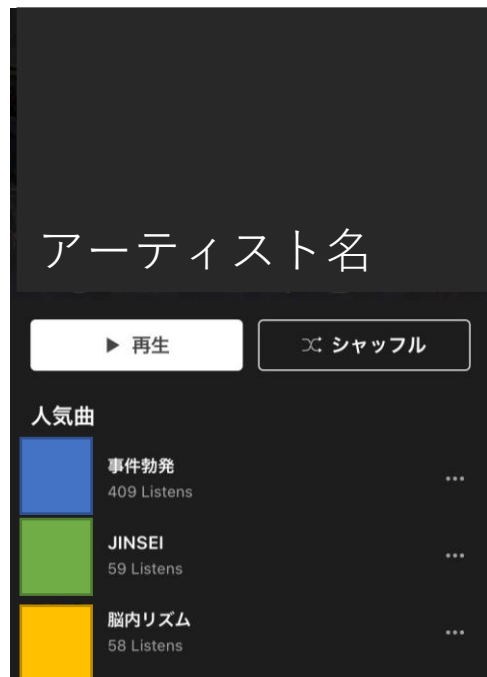 アーティスト名
再生
シャッフル
人気曲
事件勃発
409 Listens
JINSEI
59 Listens
脳内リズム
58 Listens